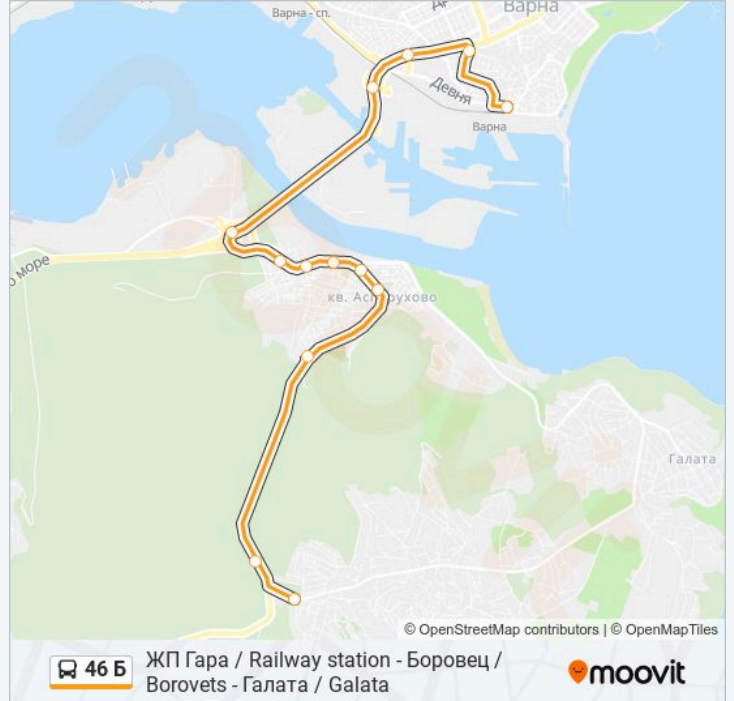 Варна - сп.
Варна
Девня
Варна
о море
кв. Аспарухово
Галата
© OpenStreetMap contributors | © OpenMapTiles
46 Б
ЖП Гара / Railway station - Боровец /
Borovets - Галата / Galata
moovit